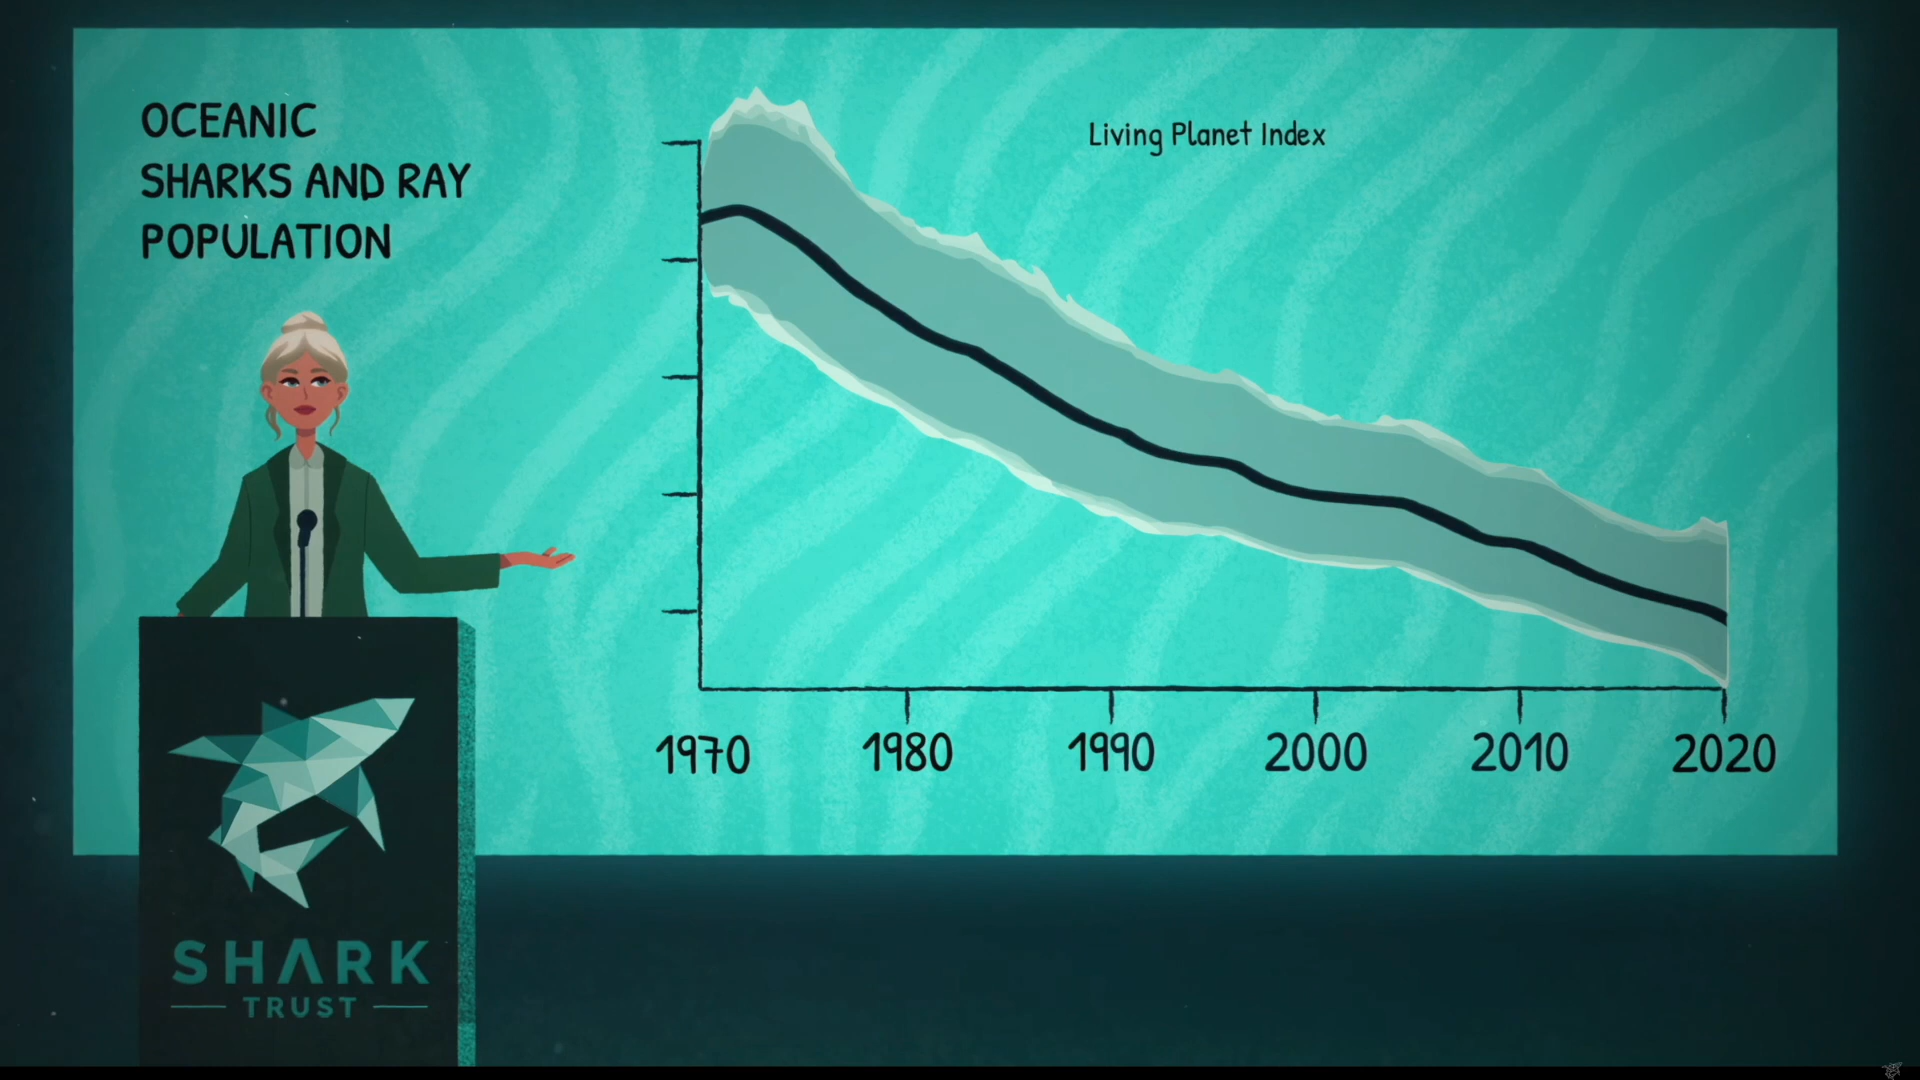 OCEANIC
SHARKS AND RAY
POPULATION
Living Planet Index
1970 1980 1990 2000 2010 2020
SHARK
TRUST